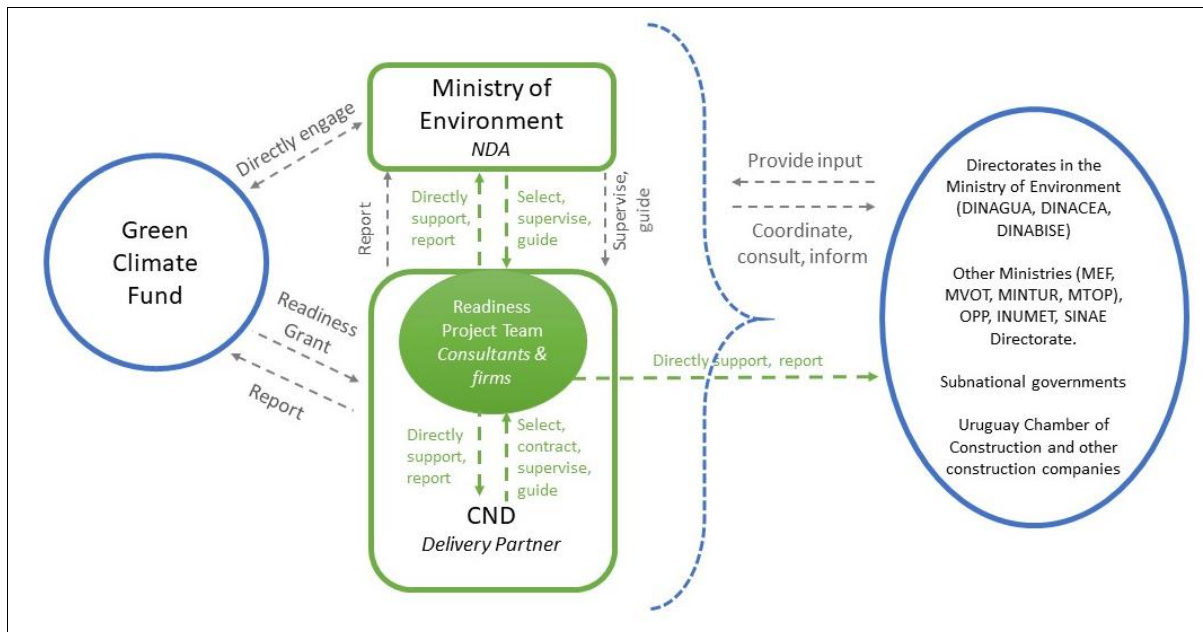 Green
Climate
Fund
Directly engage
Readiness
Grant
Report
Ministry of
Environment
NDA
Report
Directly
support,
report
Select,
supervise,
guide
Supervise,
guide
Readiness
Project Team
Consultants &
firms
Directly
support,
report
Select,
contract,
supervise,
guide
CND
Delivery Partner
Directly support, report
Provide input
Coordinate,
consult, inform
Directorates in the
Ministry of Environment
(DINAGUA, DINACEA,
DINABISE)
Other Ministries (MEF,
MVOT, MINTUR, MTOP),
OPP, INUMET, SINAE
Directorate.
Subnational governments
Uruguay Chamber of
Construction and other
construction companies